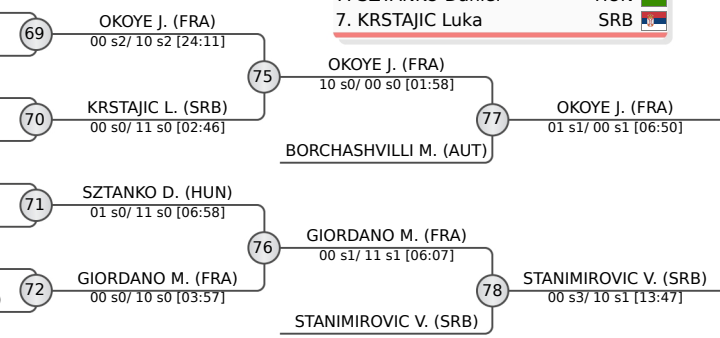 7. KRSTAJIC Luka SRB
69
OKOYE J. (FRA)
00 s2/ 10 s2 [24:11]
75
OKOYE J. (FRA)
10 s0/ 00 s0 [01:58]
70
KRSTAJIC L. (SRB)
00 s0/ 11 s0 [02:46]
77
OKOYE J. (FRA)
01 s1/ 00 s1 [06:50]
BORCHASHVILLI M. (AUT)
71
SZTANKO D. (HUN)
01 s0/ 11 s0 [06:58]
76
GIORDANO M. (FRA)
00 s1/ 11 s1 [06:07]
72
GIORDANO M. (FRA)
00 s0/ 10 s0 [03:57]
78
STANIMIROVIC V. (SRB)
00 s3/ 10 s1 [13:47]
STANIMIROVIC V. (SRB)